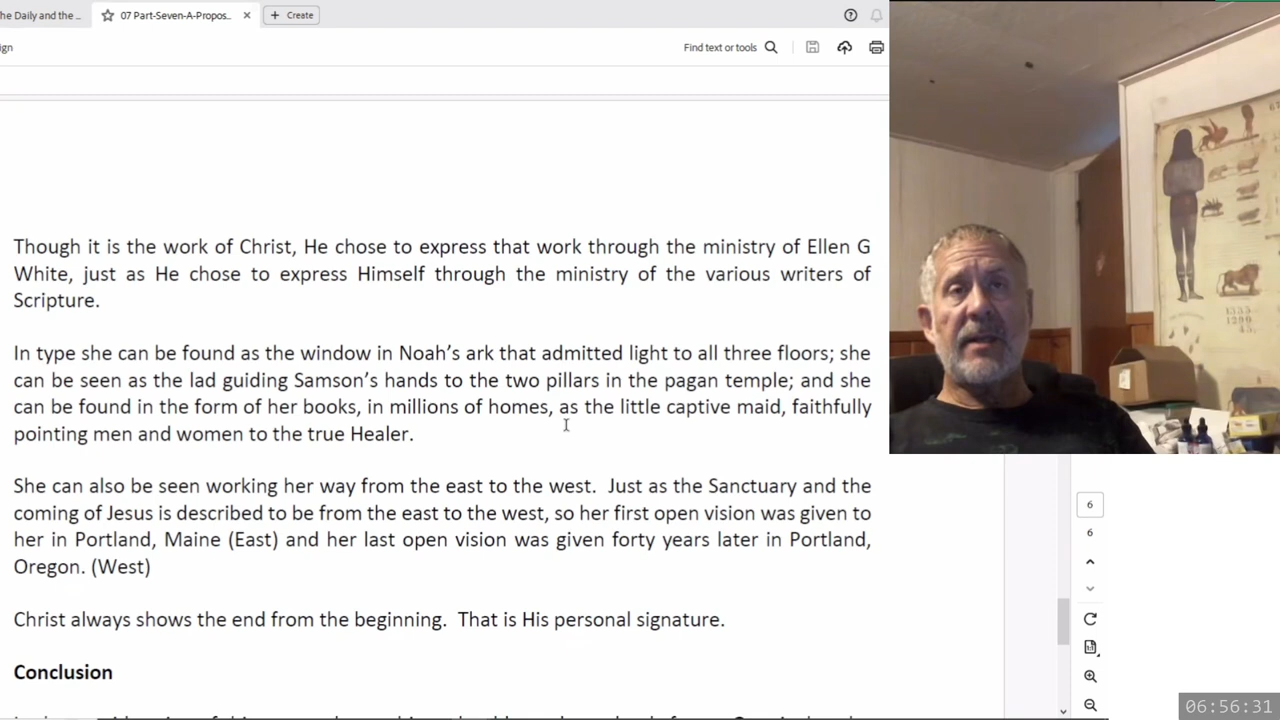 he Daily and the ...
07 Part-Seven-A-Propos...
Create
gn
Find text or tools
Though it is the work of Christ, He chose to express that work through the ministry of Ellen G
White, just as He chose to express Himself through the ministry of the various writers of
Scripture.
In type she can be found as the window in Noah's ark that admitted light to all three floors; she
can be seen as the lad guiding Samson's hands to the two pillars in the pagan temple; and she
can be found in the form of her books, in millions of homes, as the little captive maid, faithfully
pointing men and women to the true Healer.
She can also be seen working her way from the east to the west.  Just as the Sanctuary and the
coming of Jesus is described to be from the east to the west, so her first open vision was given to
her in Portland, Maine (East) and her last open vision was given forty years later in Portland,
Oregon. (West)
Christ always shows the end from the beginning.  That is His personal signature.
Conclusion
6
6
1335
1290
45
06:56:31